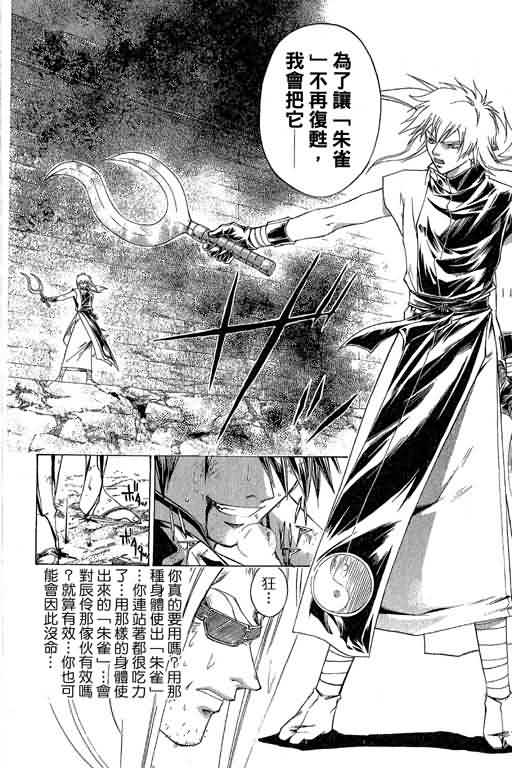 為了讓「朱雀
」不再復甦，
我會把它——
狂…
你真的要用嗎？用那
種身體使出「朱雀」
…你連站著都很吃力
了…用那樣的身體使
出來的「朱雀」…會
對辰伶那傢伙有效嗎
？就算有效…你也可
能會因此沒命…